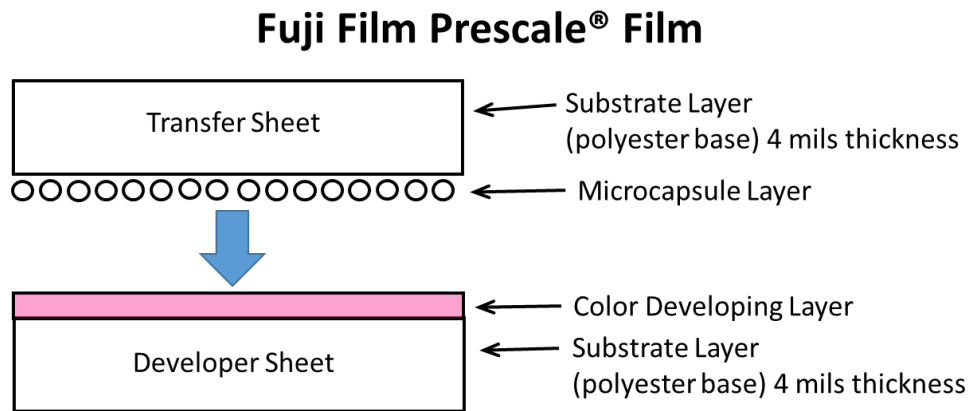 Fuji Film Prescale® Film
Transfer Sheet
Substrate Layer
(polyester base) 4 mils thickness
Microcapsule Layer
Color Developing Layer
Developer Sheet
Substrate Layer
(polyester base) 4 mils thickness